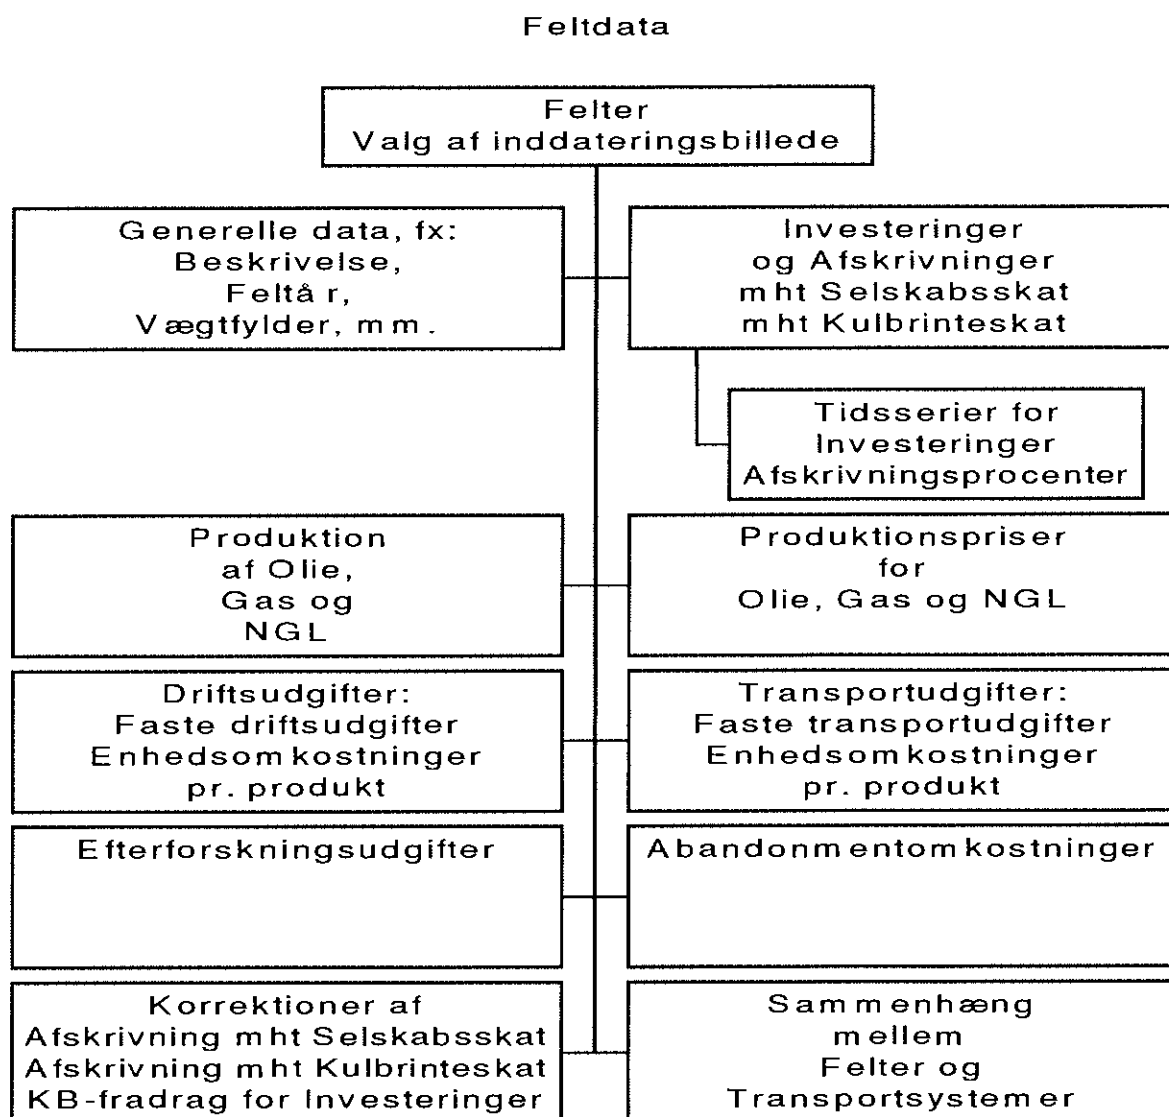 Feltdata
Felter
Valg af inddateringsbillede
Generelle data, fx:
Beskrivelse,
Feltår,
Vægtfylder, mm.
Investeringer
og Afskrivninger
mht Selskabsskat
mht Kulbrinteskat
Tidsserier for
Investeringer
Afskrivningsprocenter
Produktion
af Olie,
Gas og
NGL
Produktionspriser
for
Olie, Gas og NGL
Driftsudgifter:
Faste driftsudgifter
Enhedsomkostninger
pr. produkt
Transportudgifter:
Faste transportudgifter
Enhedsomkostninger
pr. produkt
Efterforskningsudgifter
Abandonmentomkostninger
Korrektioner af
Afskrivning mht Selskabsskat
Afskrivning mht Kulbrinteskat
KB-fradrag for Investeringer
Sammenhæng
mellem
Felter og
Transportsystemer